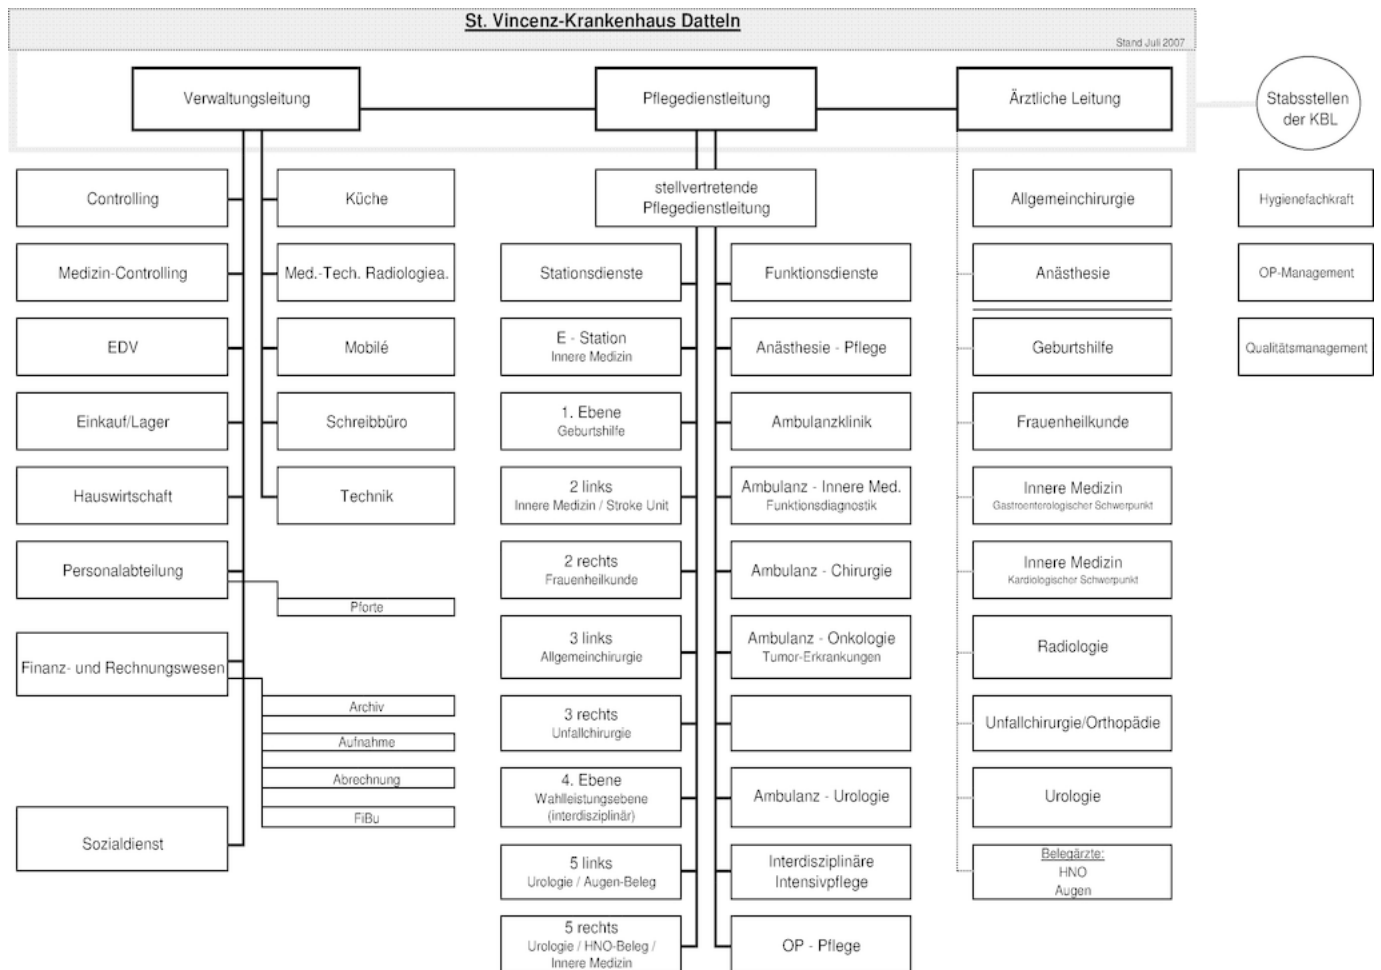 St. Vincenz-Krankenhaus Datteln
Stand Juli 2007
Verwaltungsleitung
Pflegedienstleitung
Ärztliche Leitung
Stabsstellen
der KBL
Controlling
Küche
stellvertretende
Pflegedienstleitung
Allgemeinchirurgie
Hygienefachkraft
Medizin-Controlling
Med.-Tech. Radiologiea.
Stationsdienste
Funktionsdienste
Anästhesie
OP-Management
EDV
Mobilé
E - Station
Innere Medizin
Anästhesie - Pflege
Geburtshilfe
Qualitätsmanagement
Einkauf/Lager
Schreibbüro
1. Ebene
Geburtshilfe
Ambulanzklinik
Frauenheilkunde
Hauswirtschaft
Technik
2 links
Innere Medizin / Stroke Unit
Ambulanz - Innere Med.
Funktionsdiagnostik
Innere Medizin
Gastroenterologischer Schwerpunkt
Personalabteilung
Pforte
2 rechts
Frauenheilkunde
Ambulanz - Chirurgie
Innere Medizin
Kardiologischer Schwerpunkt
Finanz- und Rechnungswesen
3 links
Allgemeinchirurgie
Ambulanz - Onkologie
Tumor-Erkrankungen
Radiologie
Archiv
Aufnahme
Abrechnung
FiBu
3 rechts
Unfallchirurgie
Unfallchirurgie/Orthopädie
4. Ebene
Wahlleistungsebene
(interdisziplinär)
Ambulanz - Urologie
Urologie
Sozialdienst
5 links
Urologie / Augen-Beleg
Interdisziplinäre
Intensivpflege
Belegärzte:
HNO
Augen
5 rechts
Urologie / HNO-Beleg /
Innere Medizin
OP - Pflege